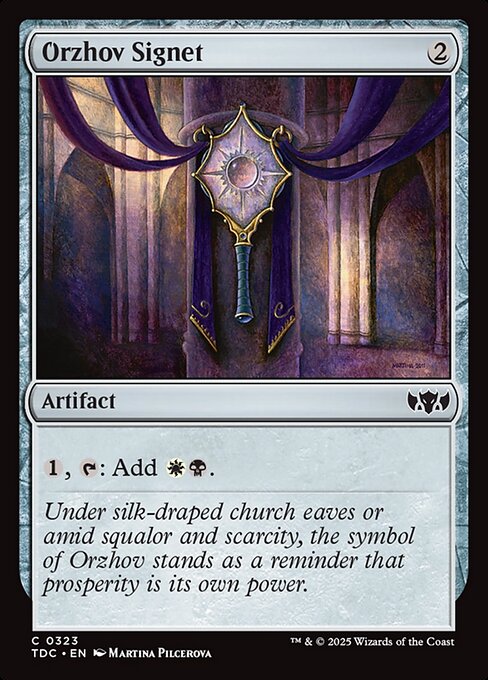 Orzhov Signet 2
Artifact
1, : Add .
Under silk-draped church eaves or
amid squalor and scarcity, the symbol
of Orzhov stands as a reminder that
prosperity is its own power.
C 0323
TDC • EN MARTINA PILCEROVA
™ & © 2025 Wizards of the Coast